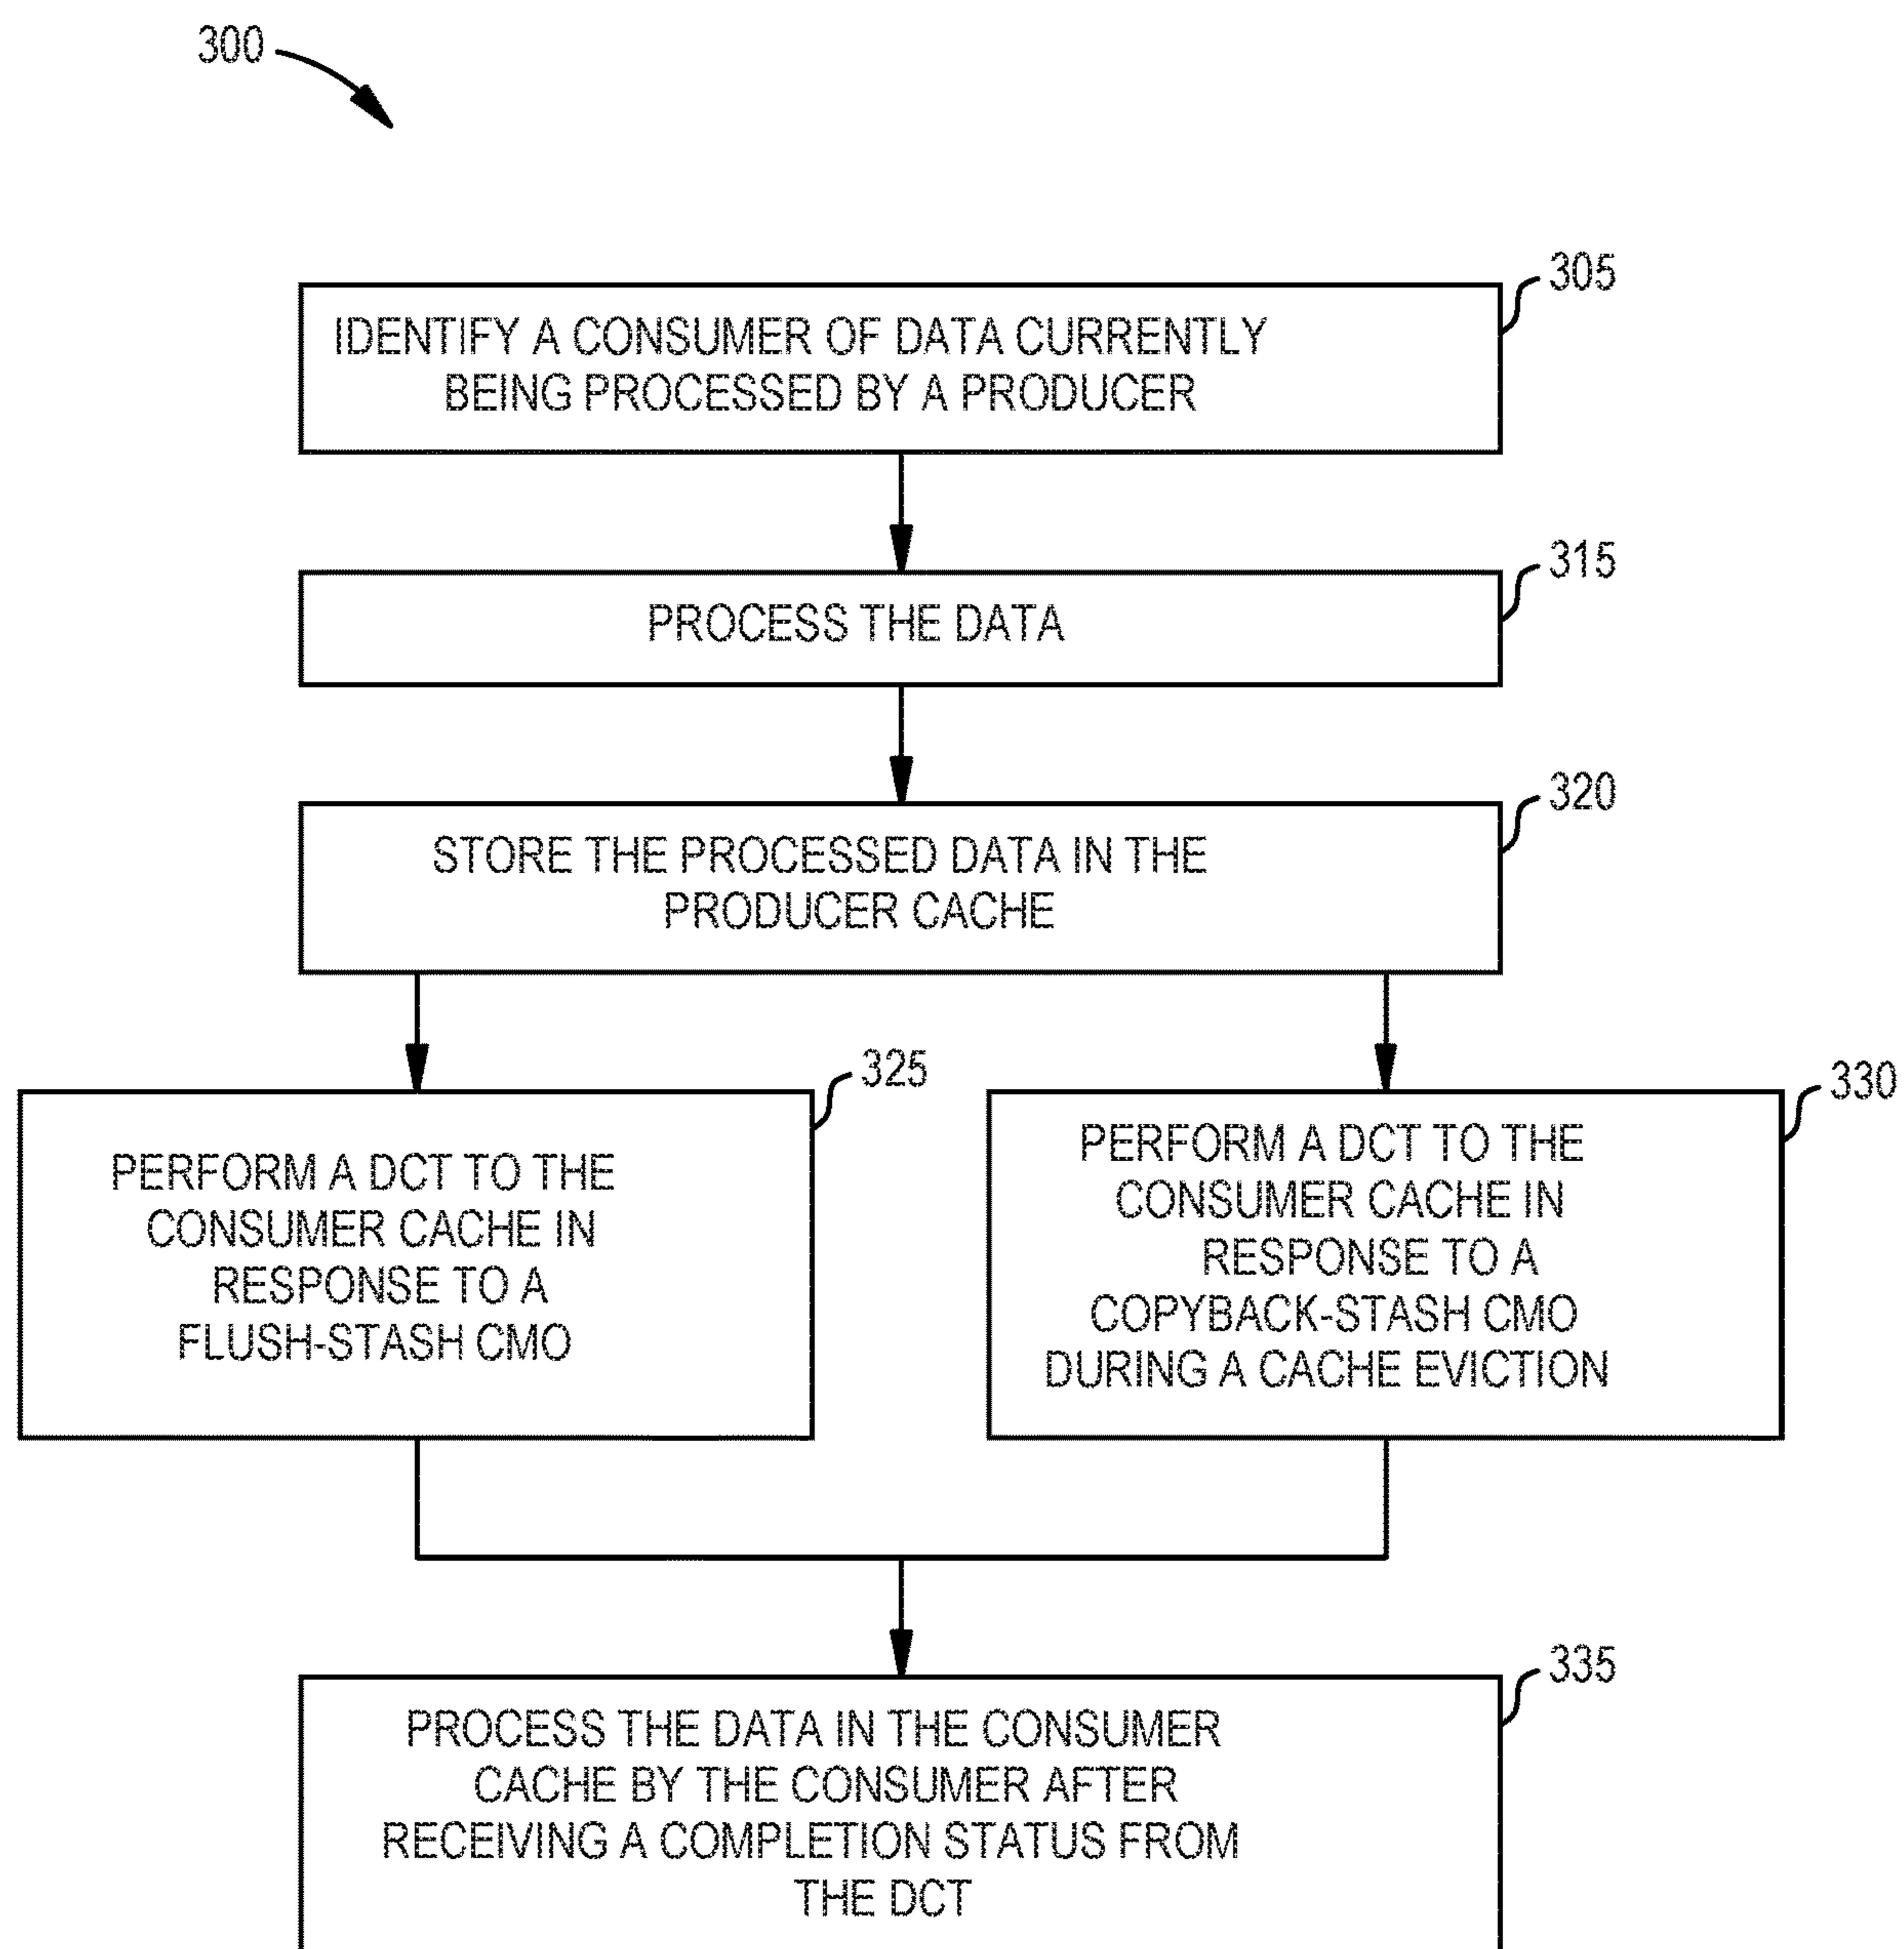 300
305
IDENTIFY A CONSUMER OF DATA CURRENTLY
BEING PROCESSED BY A PRODUCER
315
PROCESS THE DATA
320
STORE THE PROCESSED DATA IN THE
PRODUCER CACHE
325
PERFORM A DCT TO THE
CONSUMER CACHE IN
RESPONSE TO A
FLUSH-STASH CMO
330
PERFORM A DCT TO THE
CONSUMER CACHE IN
RESPONSE TO A
COPYBACK-STASH CMO
DURING A CACHE EVICTION
335
PROCESS THE DATA IN THE CONSUMER
CACHE BY THE CONSUMER AFTER
RECEIVING A COMPLETION STATUS FROM
THE DCT